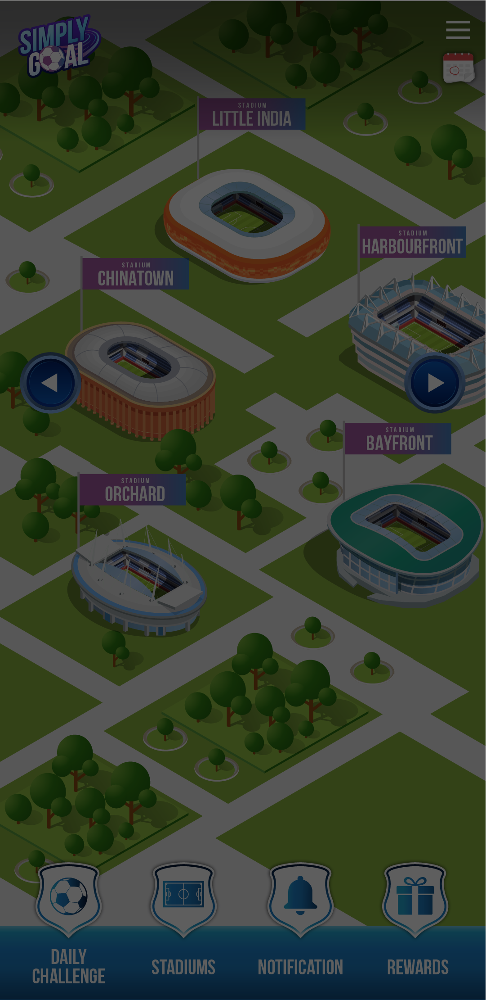 SIMPLY
GOAL
STADIUM
LITTLE INDIA
STADIUM
HARBOURFRONT
STADIUM
CHINATOWN
STADIUM
BAYFRONT
STADIUM
ORCHARD
DAILY
CHALLENGE
STADIUMS
NOTIFICATION
REWARDS